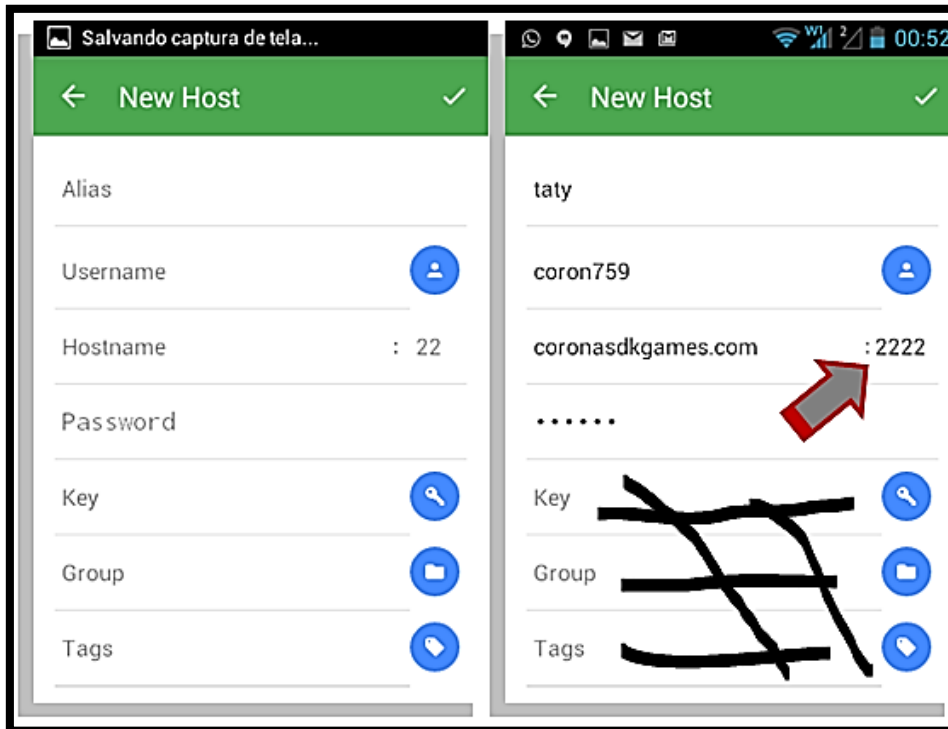 Salvando captura de tela...
New Host
Alias
Username
Hostname : 22
Password
Key
Group
Tags
00:52
New Host
taty
coron759
coronasdkgames.com : 2222
......
Key
Group
Tags